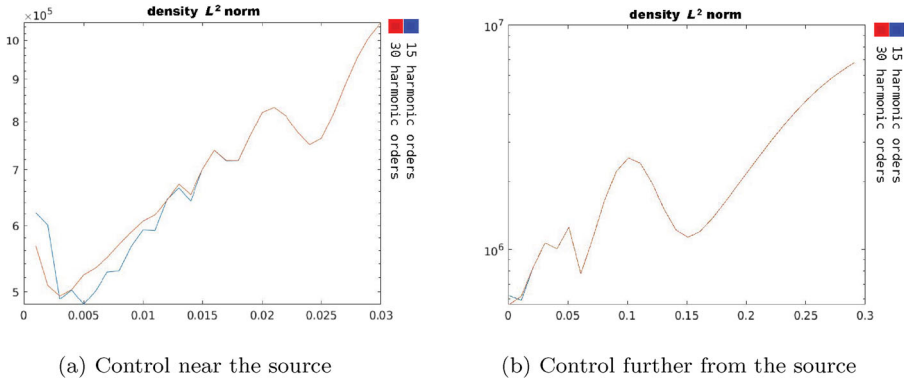 density L² norm
×10⁵
10
9
8
7
6
5
0
0.005
0.01
0.015
0.02
0.025
0.03
15 harmonic orders
30 harmonic orders
(a) Control near the source
density L² norm
10⁷
10⁶
0
0.05
0.1
0.15
0.2
0.25
0.3
15 harmonic orders
30 harmonic orders
(b) Control further from the source